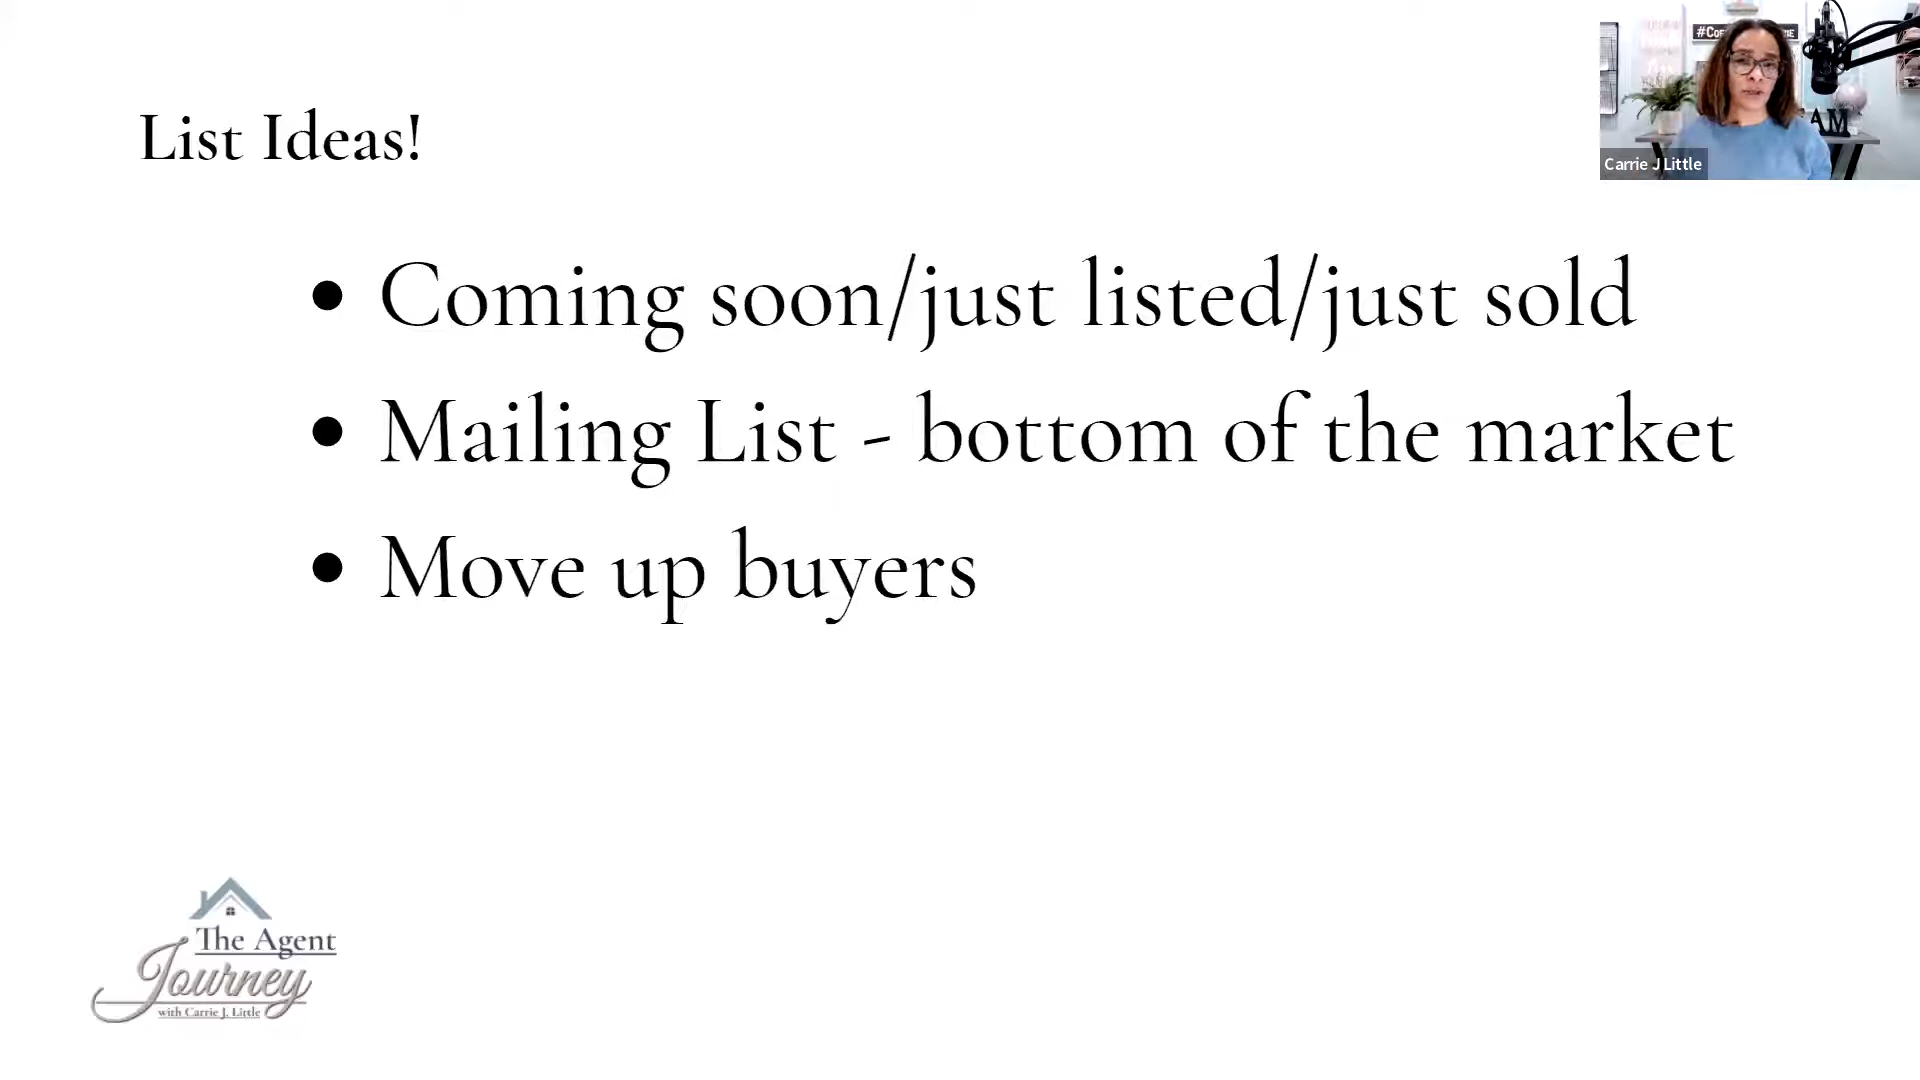 List Ideas!
Coming soon/just listed/just sold
Mailing List - bottom of the market
Move up buyers
Carrie J Little
AM
The Agent
Journey
with Carrie J. Little